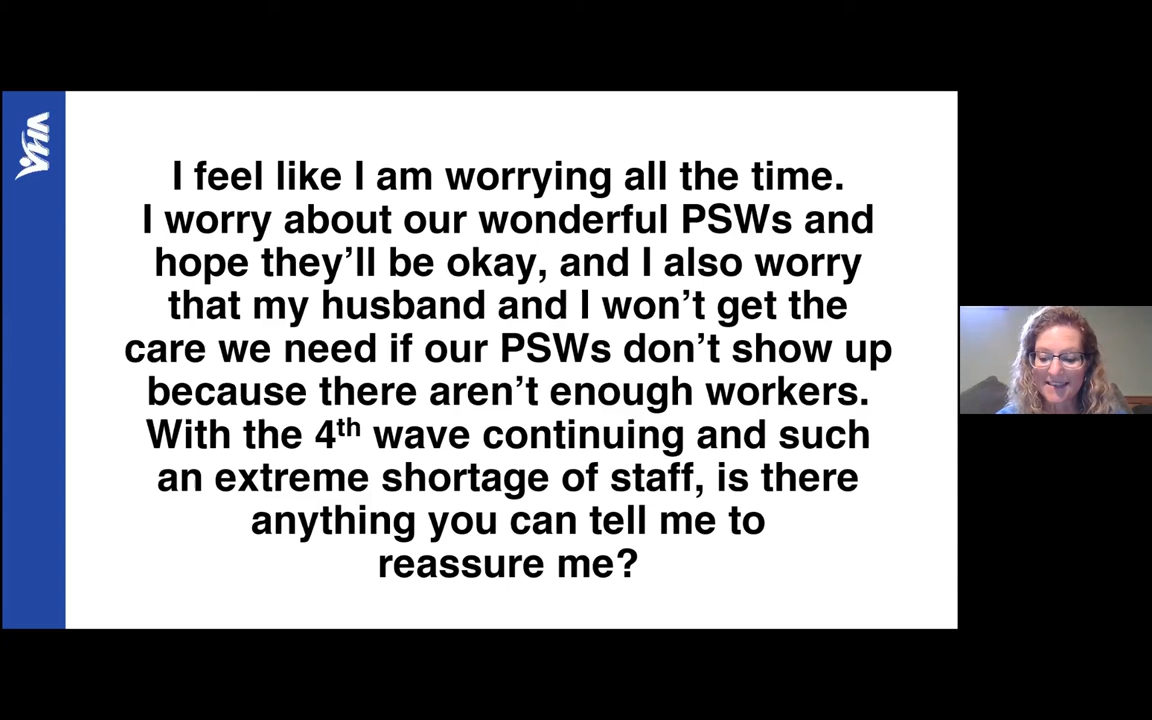 VHA
I feel like I am worrying all the time.
I worry about our wonderful PSWs and
hope they’ll be okay, and I also worry
that my husband and I won’t get the
care we need if our PSWs don’t show up
because there aren’t enough workers.
With the 4th wave continuing and such
an extreme shortage of staff, is there
anything you can tell me to
reassure me?